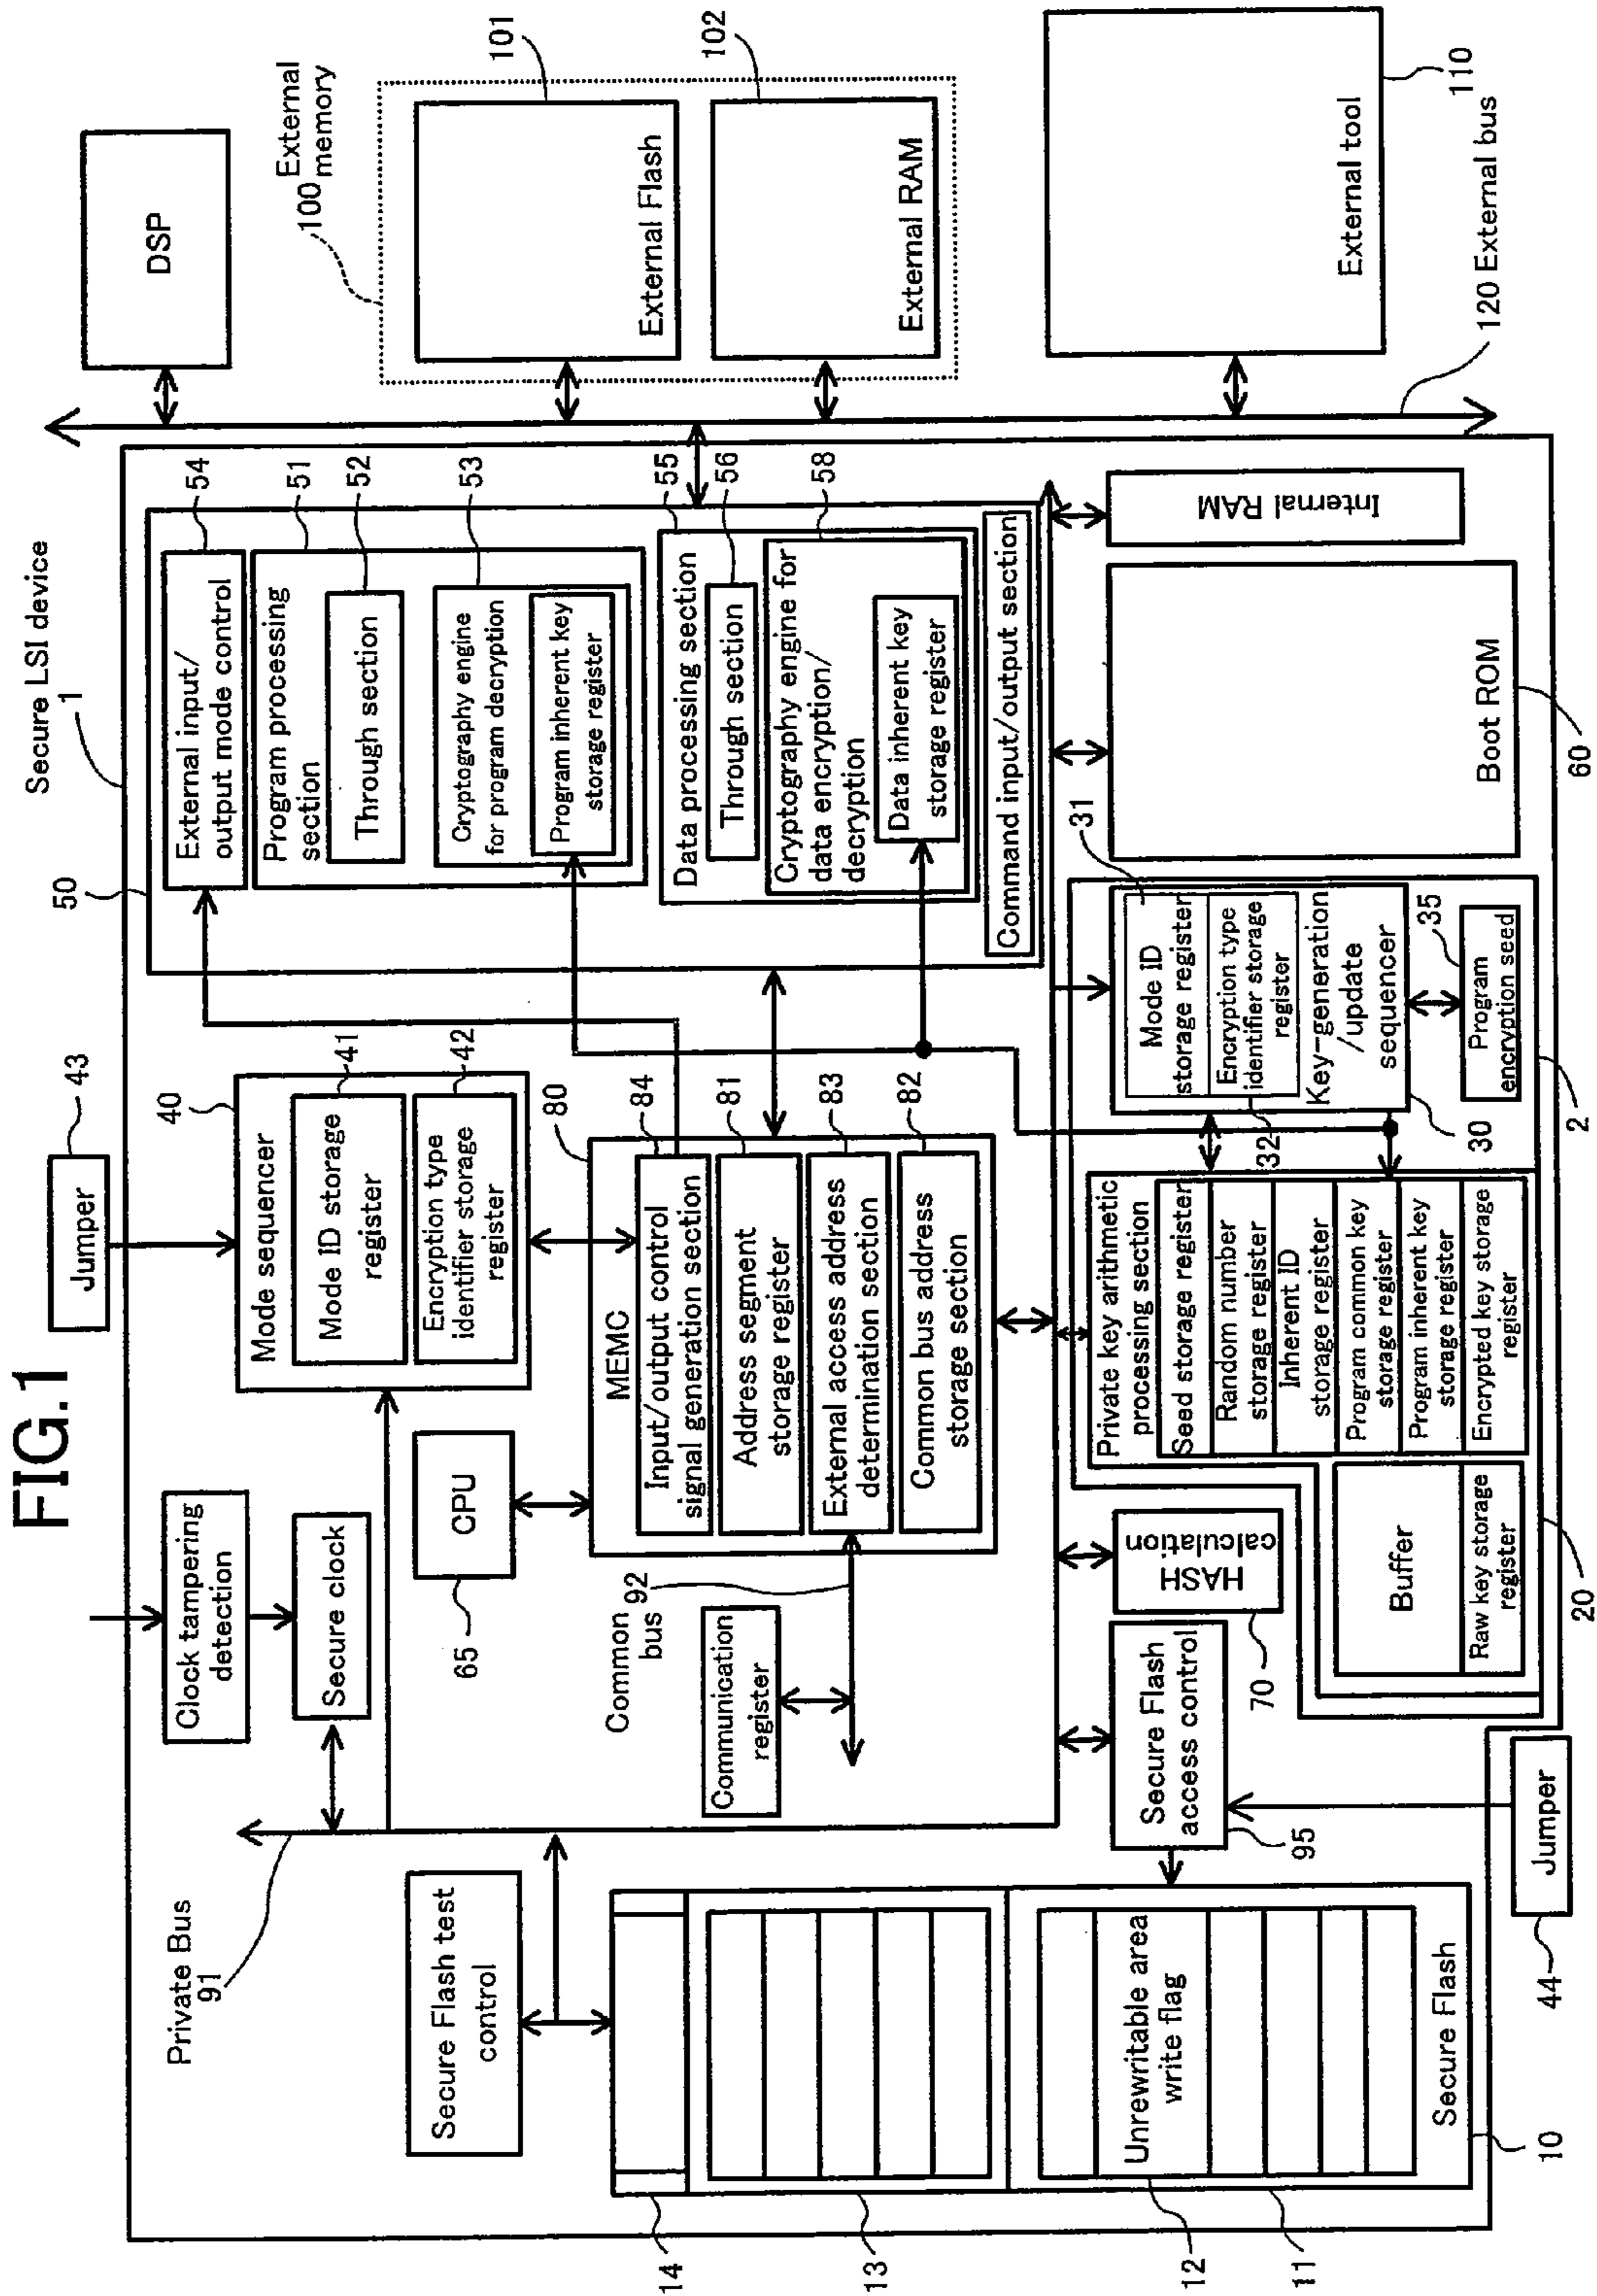 FIG.1
Secure LSI device
1
Jumper
43
Clock tampering
detection
Secure clock
Private Bus
91
Secure Flash test
control
Mode sequencer
40
Mode ID storage
register
41
Encryption type
identifier storage
register
42
CPU
65
MEMC
80
Input/output control
signal generation section
84
Address segment
storage register
81
External access address
determination section
83
Common bus address
storage section
82
Common
bus
92
Communication
register
50
External input/
output mode control
54
Program processing
section
51
Through section
52
Cryptography engine
for program decryption
53
Program inherent key
storage register
Data processing section
55
Through section
56
Cryptography engine for
data encryption/
decryption
58
Data inherent key
storage register
Command input/output section
DSP
External
memory
100
External Flash
101
External RAM
102
External tool
110
120 External bus
14
13
12
11
Unrewritable area
write flag
Secure Flash
10
Secure Flash
access control
95
Jumper
44
HASH
calculation
70
Private key arithmetic
processing section
Seed storage register
Random number
storage register
Inherent ID
storage register
Program common key
storage register
Program inherent key
storage register
Encrypted key storage
register
Buffer
Raw key storage
register
20
Mode ID
storage register
31
Encryption type
identifier storage
register
32
Key-generation
/update
sequencer
30
Program
encryption seed
35
2
Boot ROM
60
Internal RAM